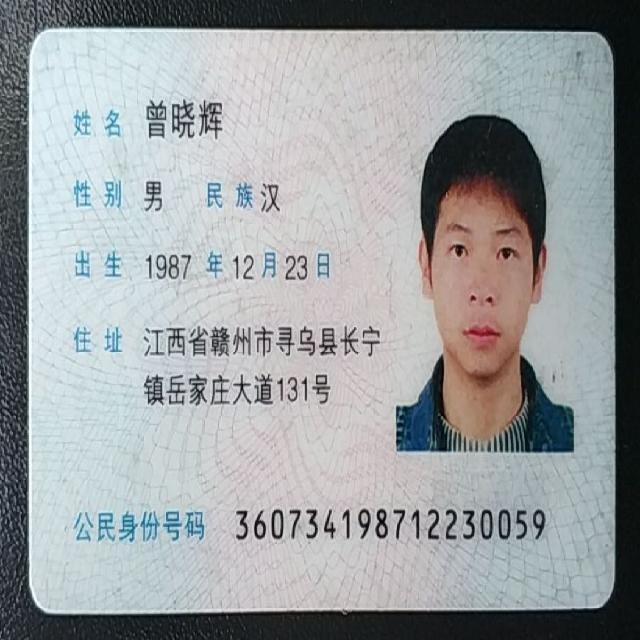 姓名 曾晓辉
性别 男 民族 汉
出生 1987 年 12 月 23 日
住址 江西省赣州市寻乌县长宁
镇岳家庄大道131号
公民身份号码 360734198712230059